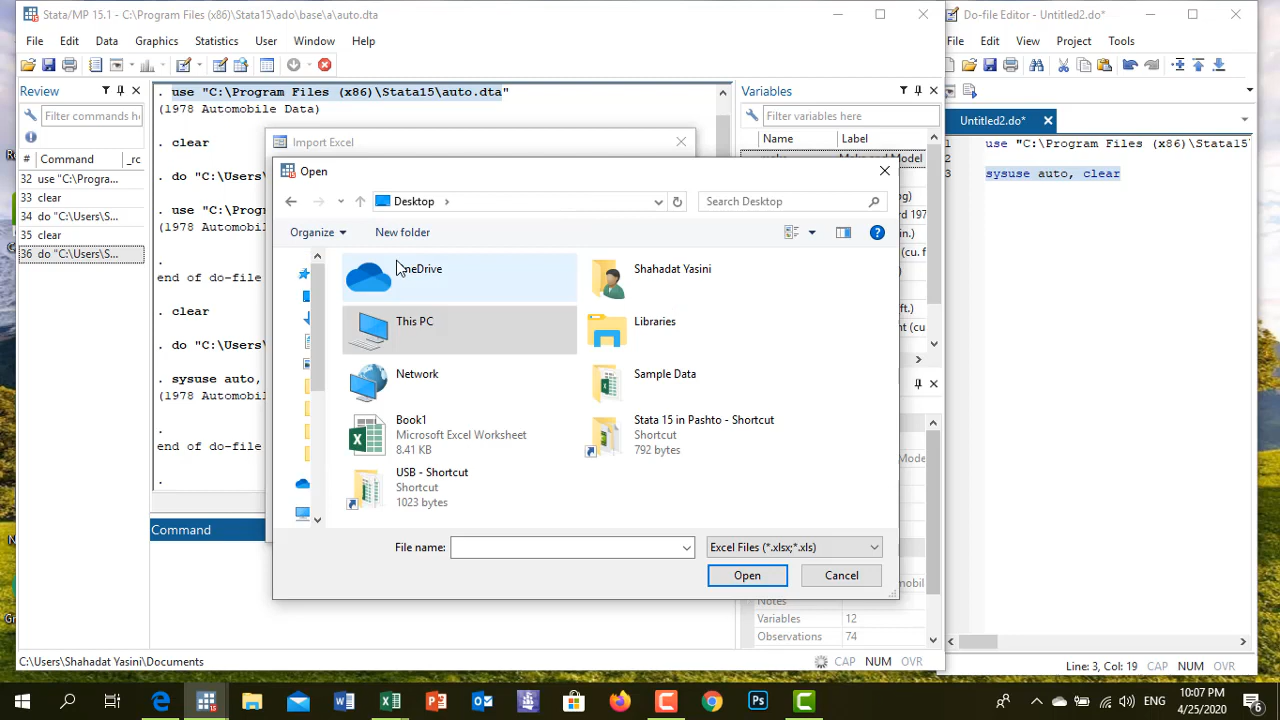 Stata/MP 15.1 - C:\Program Files (x86)\Stata15\ado\base\a\auto.dta
File Edit Data Graphics Statistics User Window Help
Review
Filter commands
# Command _rc
32 use "C:\Progra...
33 clear
34 do "C:\Users\S...
35 clear
36 do "C:\Users\S...
. use "C:\Program Files (x86)\Stata15\auto.dta"
(1978 Automobile Data)
. clear
. do "C:\Users
. use "C:\Prog
(1978 Automobil
.
end of do-file
. clear
. do "C:\Users
. sysuse auto,
(1978 Automobil
.
end of do-file
.
Command
C:\Users\Shahadat Yasini\Documents
CAP NUM OVR
Import Excel
Open
Desktop
Search Desktop
Organize
New folder
neDrive
Shahadat Yasini
This PC
Libraries
Network
Sample Data
Book1
Microsoft Excel Worksheet
8.41 KB
Stata 15 in Pashto - Shortcut
Shortcut
792 bytes
USB - Shortcut
Shortcut
1023 bytes
File name:
Excel Files (*.xlsx;*.xls)
Open
Cancel
Variables
Filter variables here
Name Label
Model
Notes
Variables 12
Observations 74
Do-file Editor - Untitled2.do*
File Edit View Project Tools
Untitled2.do*
1 use "C:\Program Files (x86)\Stata15\
2
3 sysuse auto, clear
Line: 3, Col: 19 CAP NUM OVR
ENG
10:07 PM
4/25/2020
6